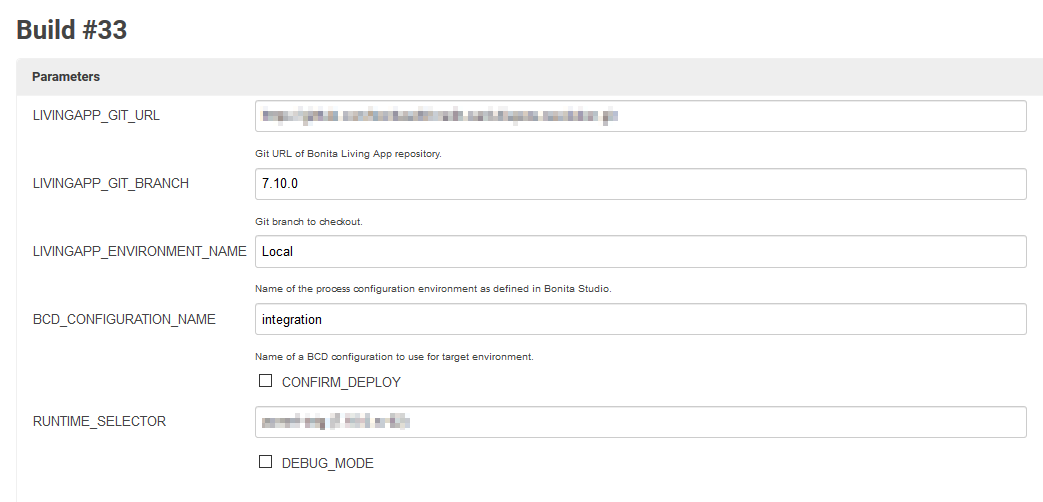 Build #33
Parameters
LIVINGAPP_GIT_URL
Git URL of Bonita Living App repository.
LIVINGAPP_GIT_BRANCH 7.10.0
Git branch to checkout.
LIVINGAPP_ENVIRONMENT_NAME Local
Name of the process configuration environment as defined in Bonita Studio.
BCD_CONFIGURATION_NAME integration
Name of a BCD configuration to use for target environment.
CONFIRM_DEPLOY
RUNTIME_SELECTOR
DEBUG_MODE